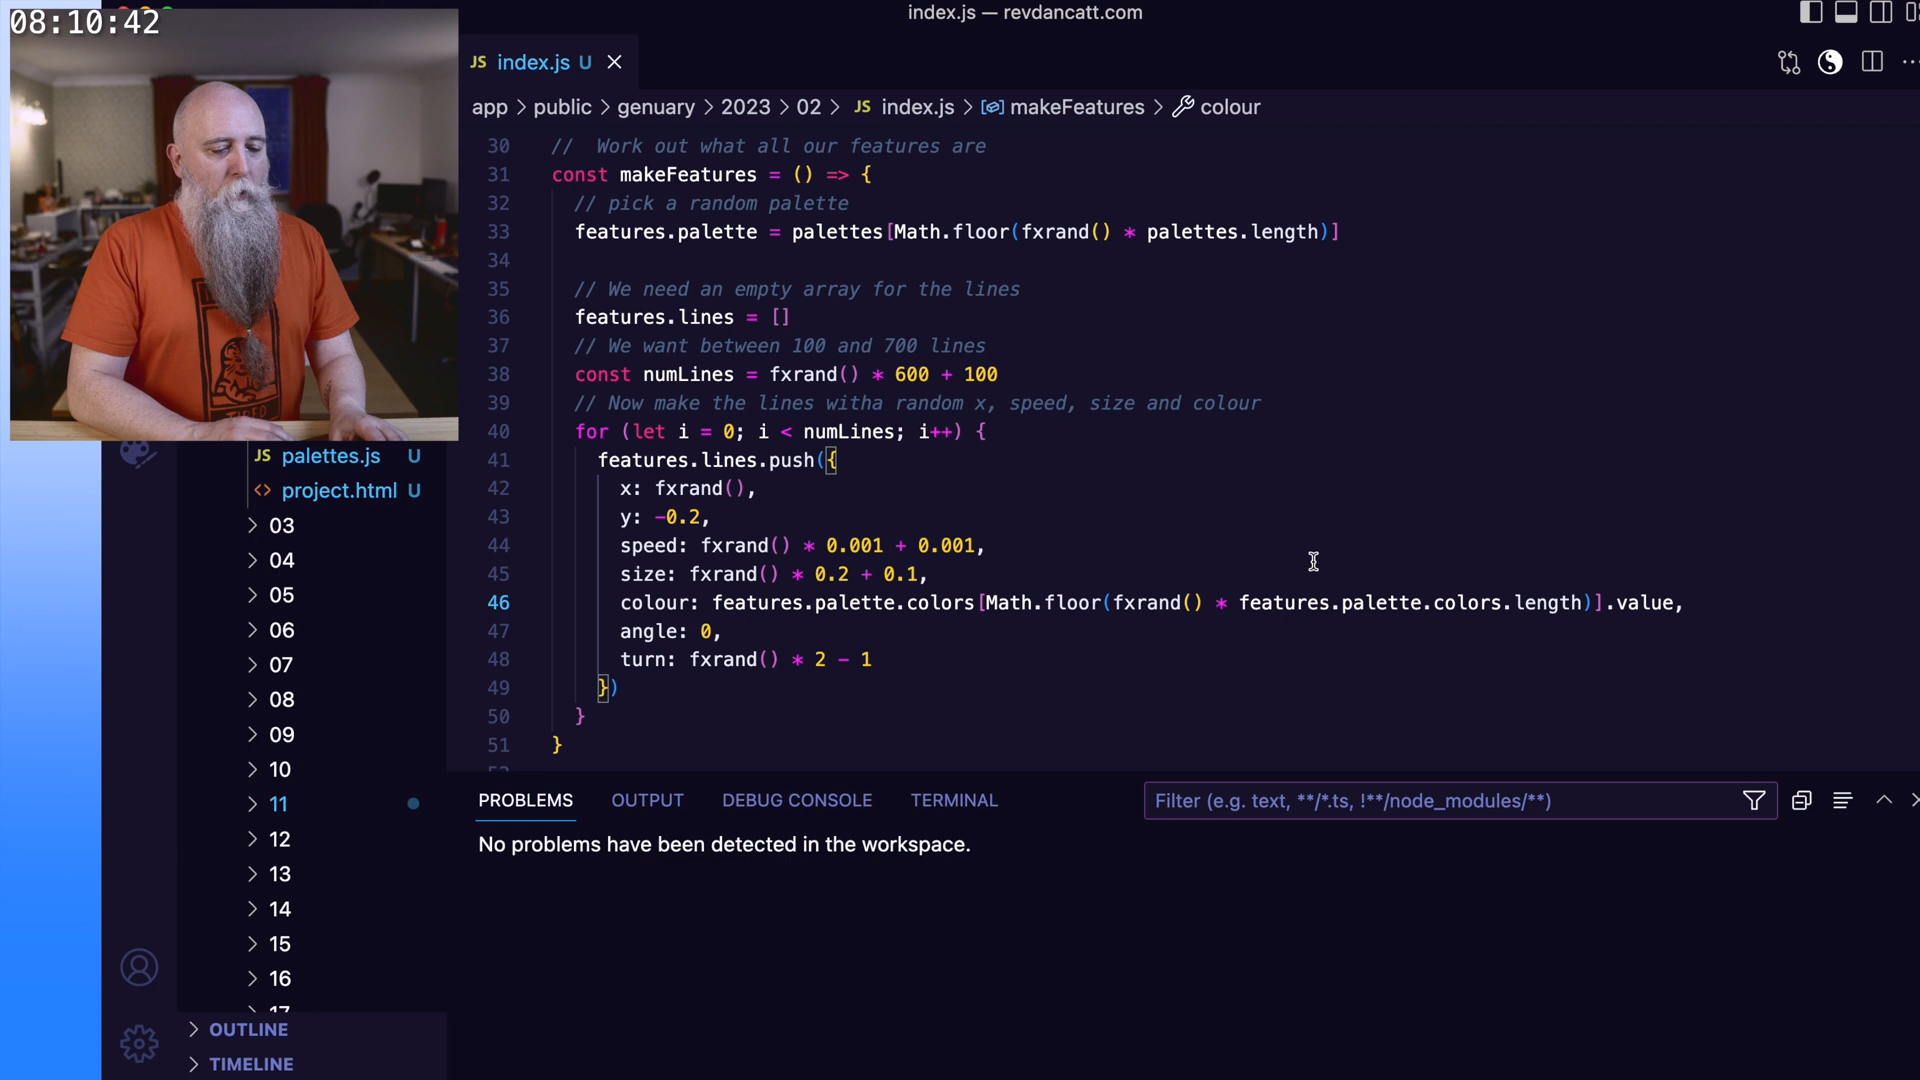 08:10:42
index.js — revdancatt.com
JS index.js U
app > public > genuary > 2023 > 02 > JS index.js > makeFeatures > colour
30 // Work out what all our features are
31 const makeFeatures = () => {
32 // pick a random palette
33 features.palette = palettes[Math.floor(fxrand() * palettes.length)]
34
35 // We need an empty array for the lines
36 features.lines = []
37 // We want between 100 and 700 lines
38 const numLines = fxrand() * 600 + 100
39 // Now make the lines witha random x, speed, size and colour
40 for (let i = 0; i < numLines; i++) {
41 features.lines.push({
42 x: fxrand(),
43 y: -0.2,
44 speed: fxrand() * 0.001 + 0.001,
45 size: fxrand() * 0.2 + 0.1,
46 colour: features.palette.colors[Math.floor(fxrand() * features.palette.colors.length)].value,
47 angle: 0,
48 turn: fxrand() * 2 - 1
49 })
50 }
51 }
JS palettes.js U
<> project.html U
> 03
> 04
> 05
> 06
> 07
> 08
> 09
> 10
> 11
> 12
> 13
> 14
> 15
> 16
17
> OUTLINE
> TIMELINE
PROBLEMS OUTPUT DEBUG CONSOLE TERMINAL
Filter (e.g. text, **/*.ts, !**/node_modules/**)
No problems have been detected in the workspace.